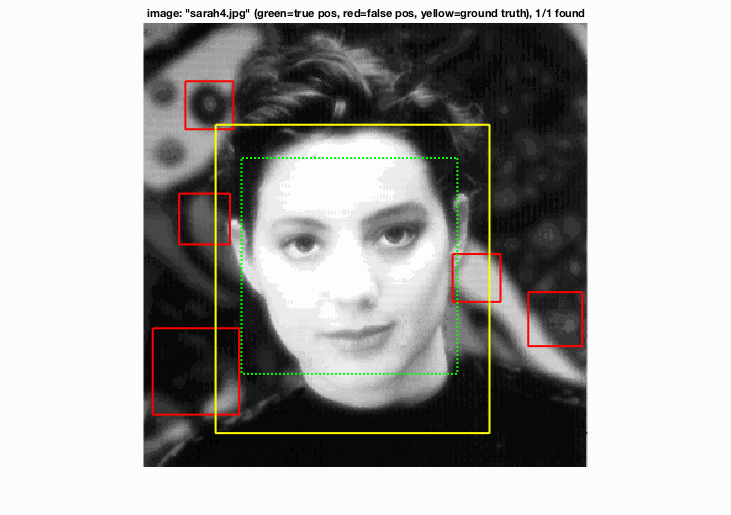 image: "sarah4.jpg" (green=true pos, red=false pos, yellow=ground truth), 1/1 found